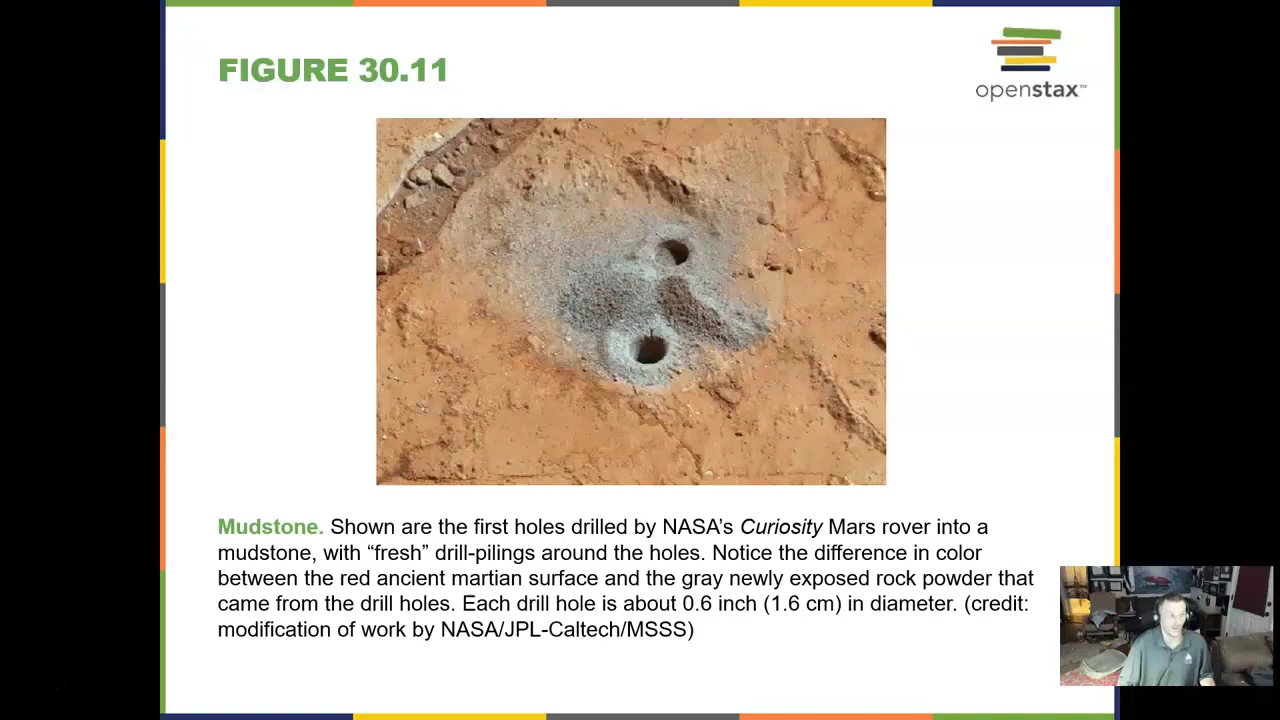 FIGURE 30.11
openstax™
Mudstone. Shown are the first holes drilled by NASA’s Curiosity Mars rover into a
mudstone, with “fresh” drill-pilings around the holes. Notice the difference in color
between the red ancient martian surface and the gray newly exposed rock powder that
came from the drill holes. Each drill hole is about 0.6 inch (1.6 cm) in diameter. (credit:
modification of work by NASA/JPL-Caltech/MSSS)